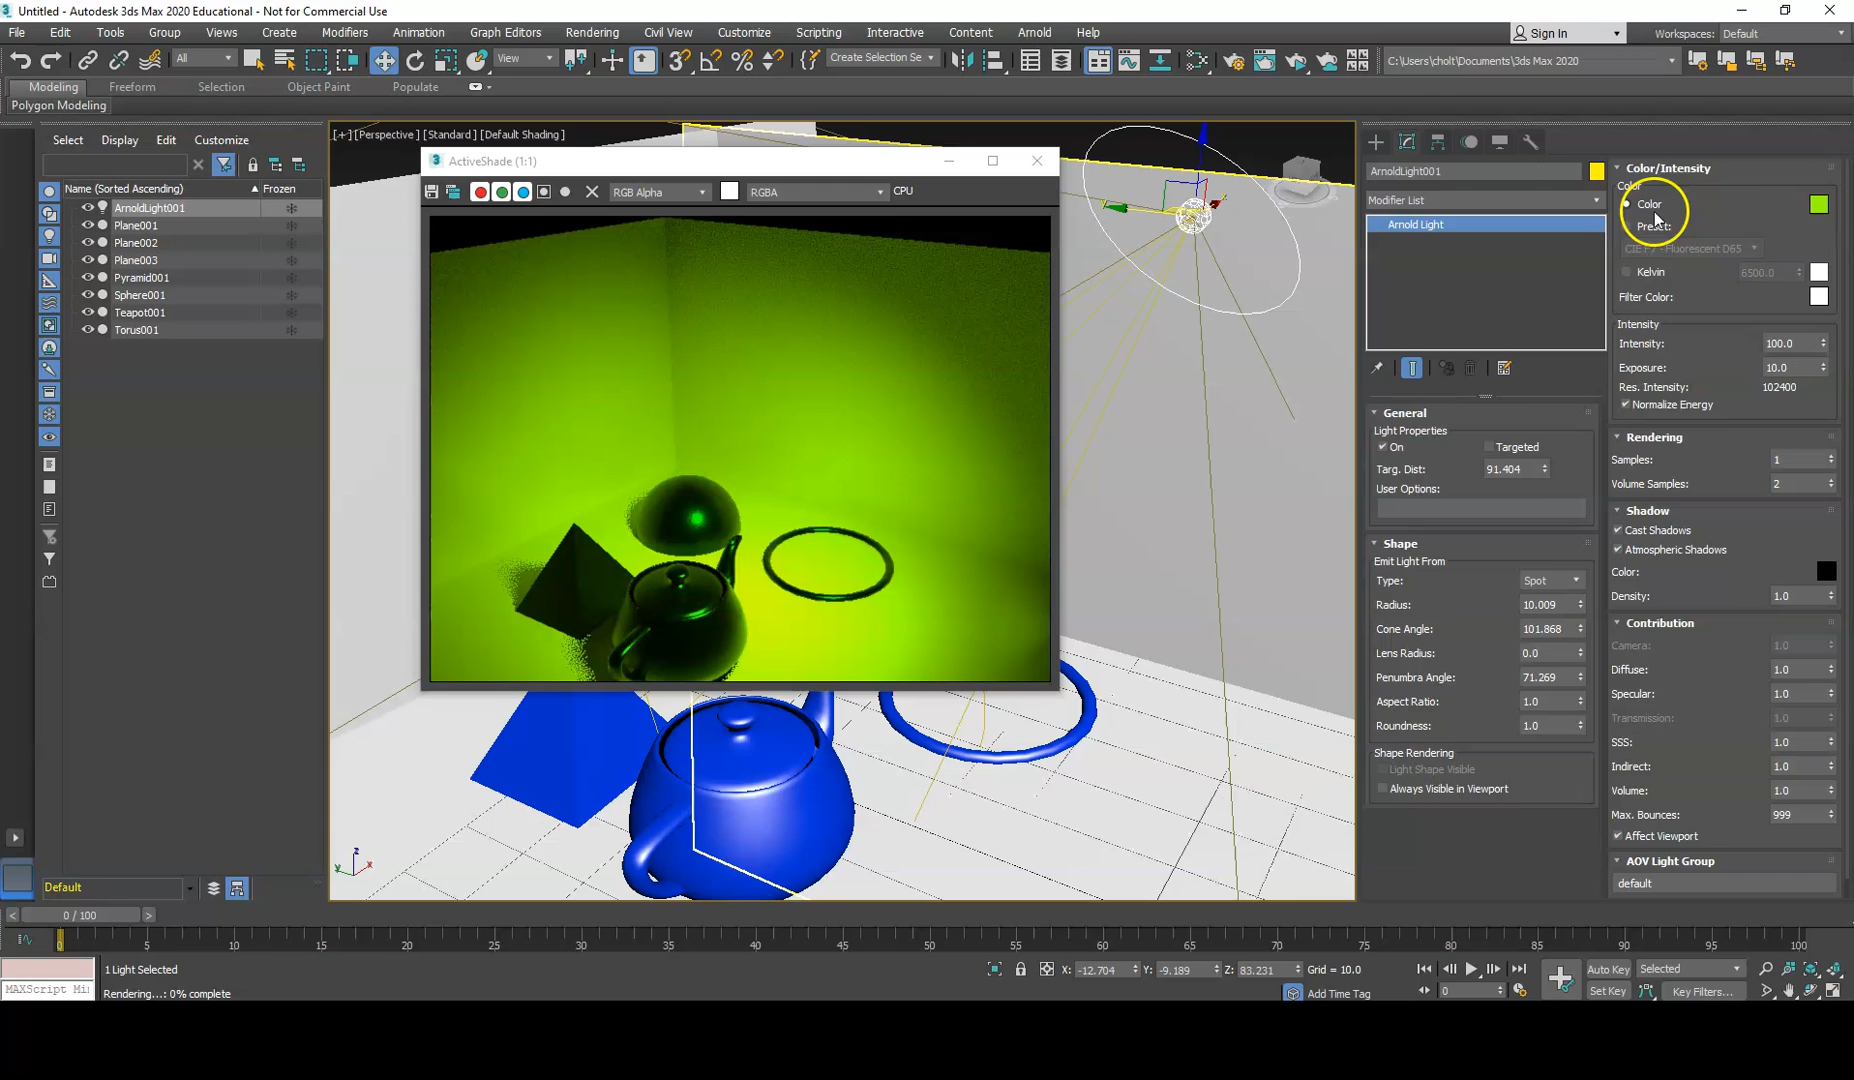 Untitled - Autodesk 3ds Max 2020 Educational - Not for Commercial Use
File Edit Tools Group Views Create Modifiers Animation Graph Editors Rendering Civil View Customize Scripting Interactive Content Arnold Help
Sign In
Workspaces: Default
All
View
Create Selection Se
C:\Users\cholt\Documents\3ds Max 2020
Modeling Freeform Selection Object Paint Populate
Polygon Modeling
Select Display Edit Customize
Name (Sorted Ascending) Frozen
ArnoldLight001
Plane001
Plane002
Plane003
Pyramid001
Sphere001
Teapot001
Torus001
Default
[+] [Perspective ] [Standard ] [Default Shading ]
ActiveShade (1:1)
RGB Alpha
RGBA
CPU
ArnoldLight001
Modifier List
Arnold Light
General
Light Properties
On
Targeted
Targ. Dist: 91.404
User Options:
Shape
Emit Light From
Type: Spot
Radius: 10.009
Cone Angle: 101.868
Lens Radius: 0.0
Penumbra Angle: 71.269
Aspect Ratio: 1.0
Roundness: 1.0
Shape Rendering
Light Shape Visible
Always Visible in Viewport
Color/Intensity
Color
Color
Preset:
Fluorescent D65
Kelvin 6500.0
Filter Color:
Intensity
Intensity: 100.0
Exposure: 10.0
Res. Intensity: 102400
Normalize Energy
Rendering
Samples: 1
Volume Samples: 2
Shadow
Cast Shadows
Atmospheric Shadows
Color:
Density: 1.0
Contribution
Camera: 1.0
Diffuse: 1.0
Specular: 1.0
Transmission: 1.0
SSS: 1.0
Indirect: 1.0
Volume: 1.0
Max. Bounces: 999
Affect Viewport
AOV Light Group
default
0 / 100
0 5 10 15 20 25 30 35 40 45 50 55 60 65 70 75 80 85 90 95 100
1 Light Selected
MAXScript Mi
Rendering...: 0% complete
X: -12.704 Y: -9.189 Z: 83.231 Grid = 10.0
Add Time Tag
Auto Key Selected
0
Set Key Key Filters...
x y z